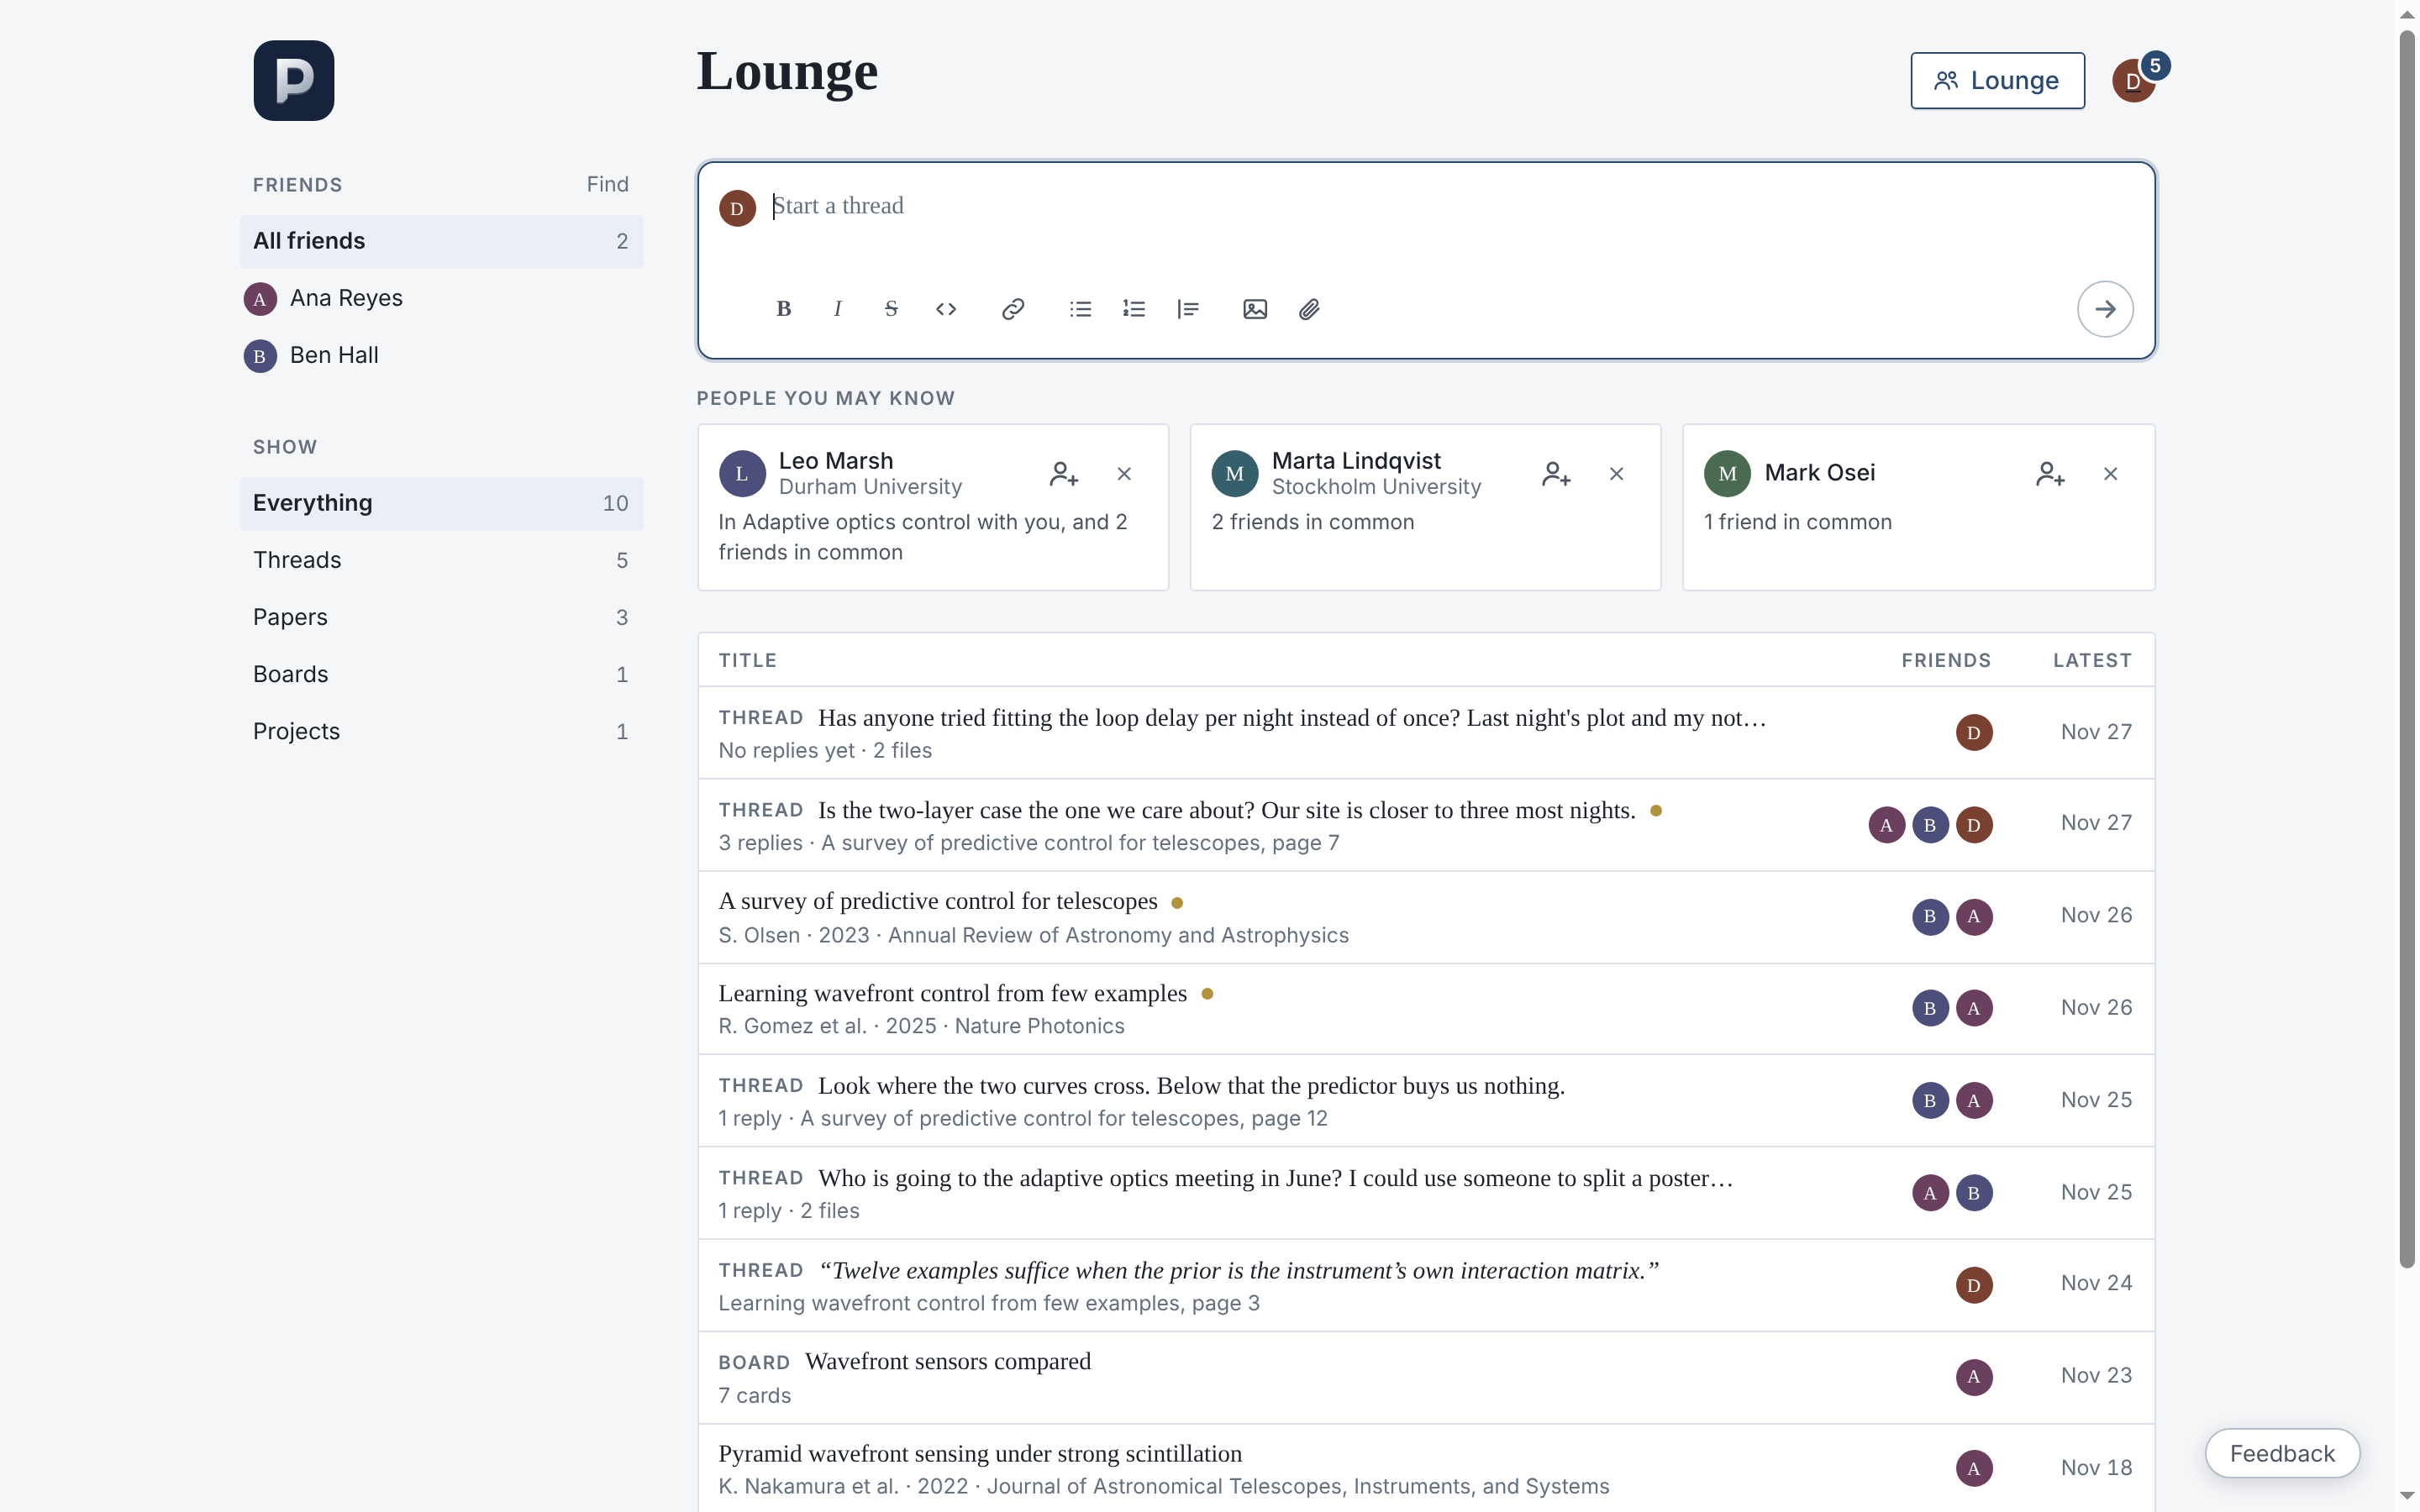 P
Lounge
Lounge
D
5
FRIENDS
Find
All friends
2
A
Ana Reyes
B
Ben Hall
SHOW
Everything
10
Threads
5
Papers
3
Boards
1
Projects
1
D
Start a thread
B I S
PEOPLE YOU MAY KNOW
L
Leo Marsh
Durham University
In Adaptive optics control with you, and 2
friends in common
M
Marta Lindqvist
Stockholm University
2 friends in common
M
Mark Osei
1 friend in common
TITLE FRIENDS LATEST
THREAD Has anyone tried fitting the loop delay per night instead of once? Last night's plot and my not…
No replies yet · 2 files
D
Nov 27
THREAD Is the two-layer case the one we care about? Our site is closer to three most nights.
3 replies · A survey of predictive control for telescopes, page 7
A B D
Nov 27
A survey of predictive control for telescopes
S. Olsen · 2023 · Annual Review of Astronomy and Astrophysics
B A
Nov 26
Learning wavefront control from few examples
R. Gomez et al. · 2025 · Nature Photonics
B A
Nov 26
THREAD Look where the two curves cross. Below that the predictor buys us nothing.
1 reply · A survey of predictive control for telescopes, page 12
B A
Nov 25
THREAD Who is going to the adaptive optics meeting in June? I could use someone to split a poster…
1 reply · 2 files
A B
Nov 25
THREAD “Twelve examples suffice when the prior is the instrument’s own interaction matrix.”
Learning wavefront control from few examples, page 3
D
Nov 24
BOARD Wavefront sensors compared
7 cards
A
Nov 23
Pyramid wavefront sensing under strong scintillation
K. Nakamura et al. · 2022 · Journal of Astronomical Telescopes, Instruments, and Systems
A
Nov 18
Feedback